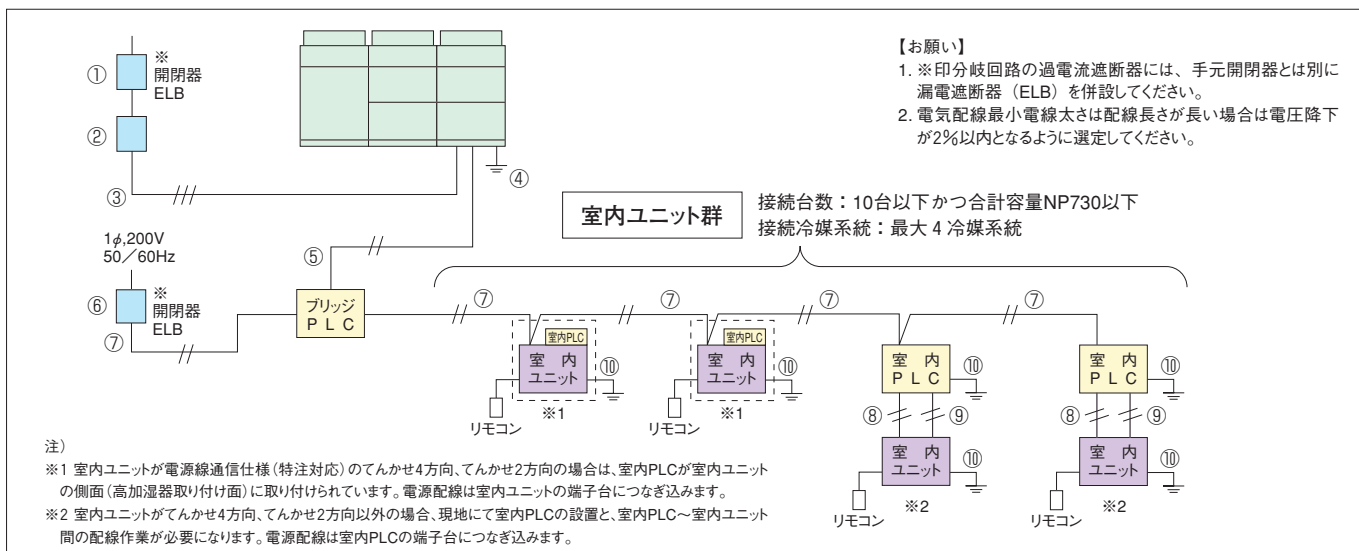 ①
※
開閉器
ELB
②
③
④
【お願い】
1. ※印分岐回路の過電流遮断器には、手元開閉器とは別に
漏電遮断器（ELB）を併設してください。
2. 電気配線最小電線太さは配線長さが長い場合は電圧降下
が2％以内となるように選定してください。
室内ユニット群
接続台数：10台以下かつ合計容量NP730以下
接続冷媒系統：最大4冷媒系統
1φ,200V
50／60Hz
⑤
⑥
※
開閉器
ELB
⑦
ブリッジ
PLC
⑦
⑦
⑦
⑦
室内PLC
室内
ユニット
⑩
※1
リモコン
室内PLC
室内
ユニット
⑩
※1
リモコン
室内
PLC
⑩
⑧
⑨
室内
ユニット
⑩
※2
リモコン
室内
PLC
⑩
⑧
⑨
室内
ユニット
⑩
※2
リモコン
注）
※1 室内ユニットが電源線通信仕様（特注対応）のてんかせ4方向、てんかせ2方向の場合は、室内PLCが室内ユニット
の側面（高加湿器取り付け面）に取り付けられています。電源配線は室内ユニットの端子台につなぎ込みます。
※2 室内ユニットがてんかせ4方向、てんかせ2方向以外の場合、現地にて室内PLCの設置と、室内PLC～室内ユニット
間の配線作業が必要になります。電源配線は室内PLCの端子台につなぎ込みます。